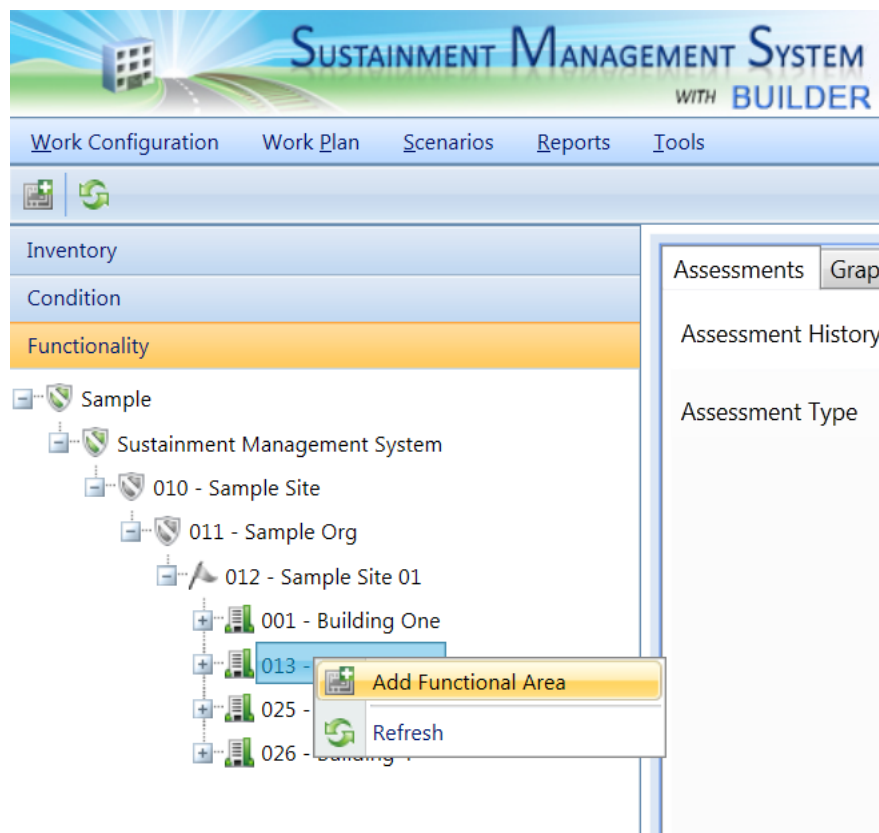 SUSTAINMENT MANAGEMENT SYSTEM
WITH BUILDER
Work Configuration Work Plan Scenarios Reports Tools
Inventory
Condition
Functionality
Assessments Grap
Assessment History
Assessment Type
Sample
Sustainment Management System
010 - Sample Site
011 - Sample Org
012 - Sample Site 01
001 - Building One
013 -
Add Functional Area
025 -
Refresh
026 -